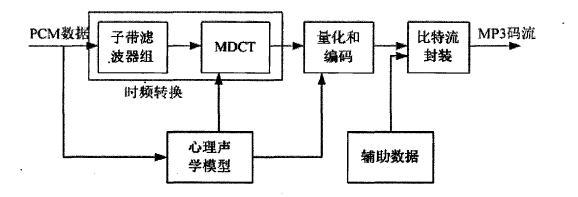 PCM数据
子带滤
波器组
MDCT
时频转换
量化和
编码
比特流
封装
MP3码流
心理声
学模型
辅助数据